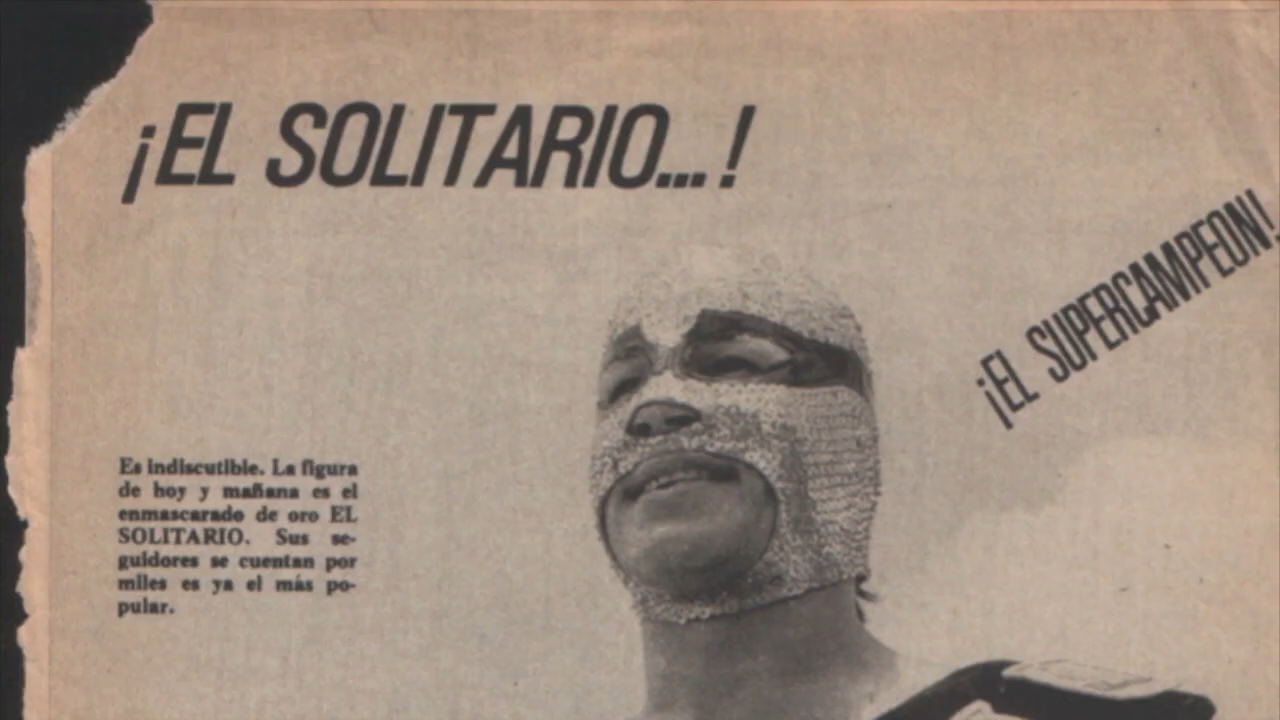 ¡EL SOLITARIO...!
¡EL SUPERCAMPEON!
Es indiscutible. La figura
de hoy y mañana es el
enmascarado de oro EL
SOLITARIO. Sus se-
guidores se cuentan por
miles es ya el más po-
pular.